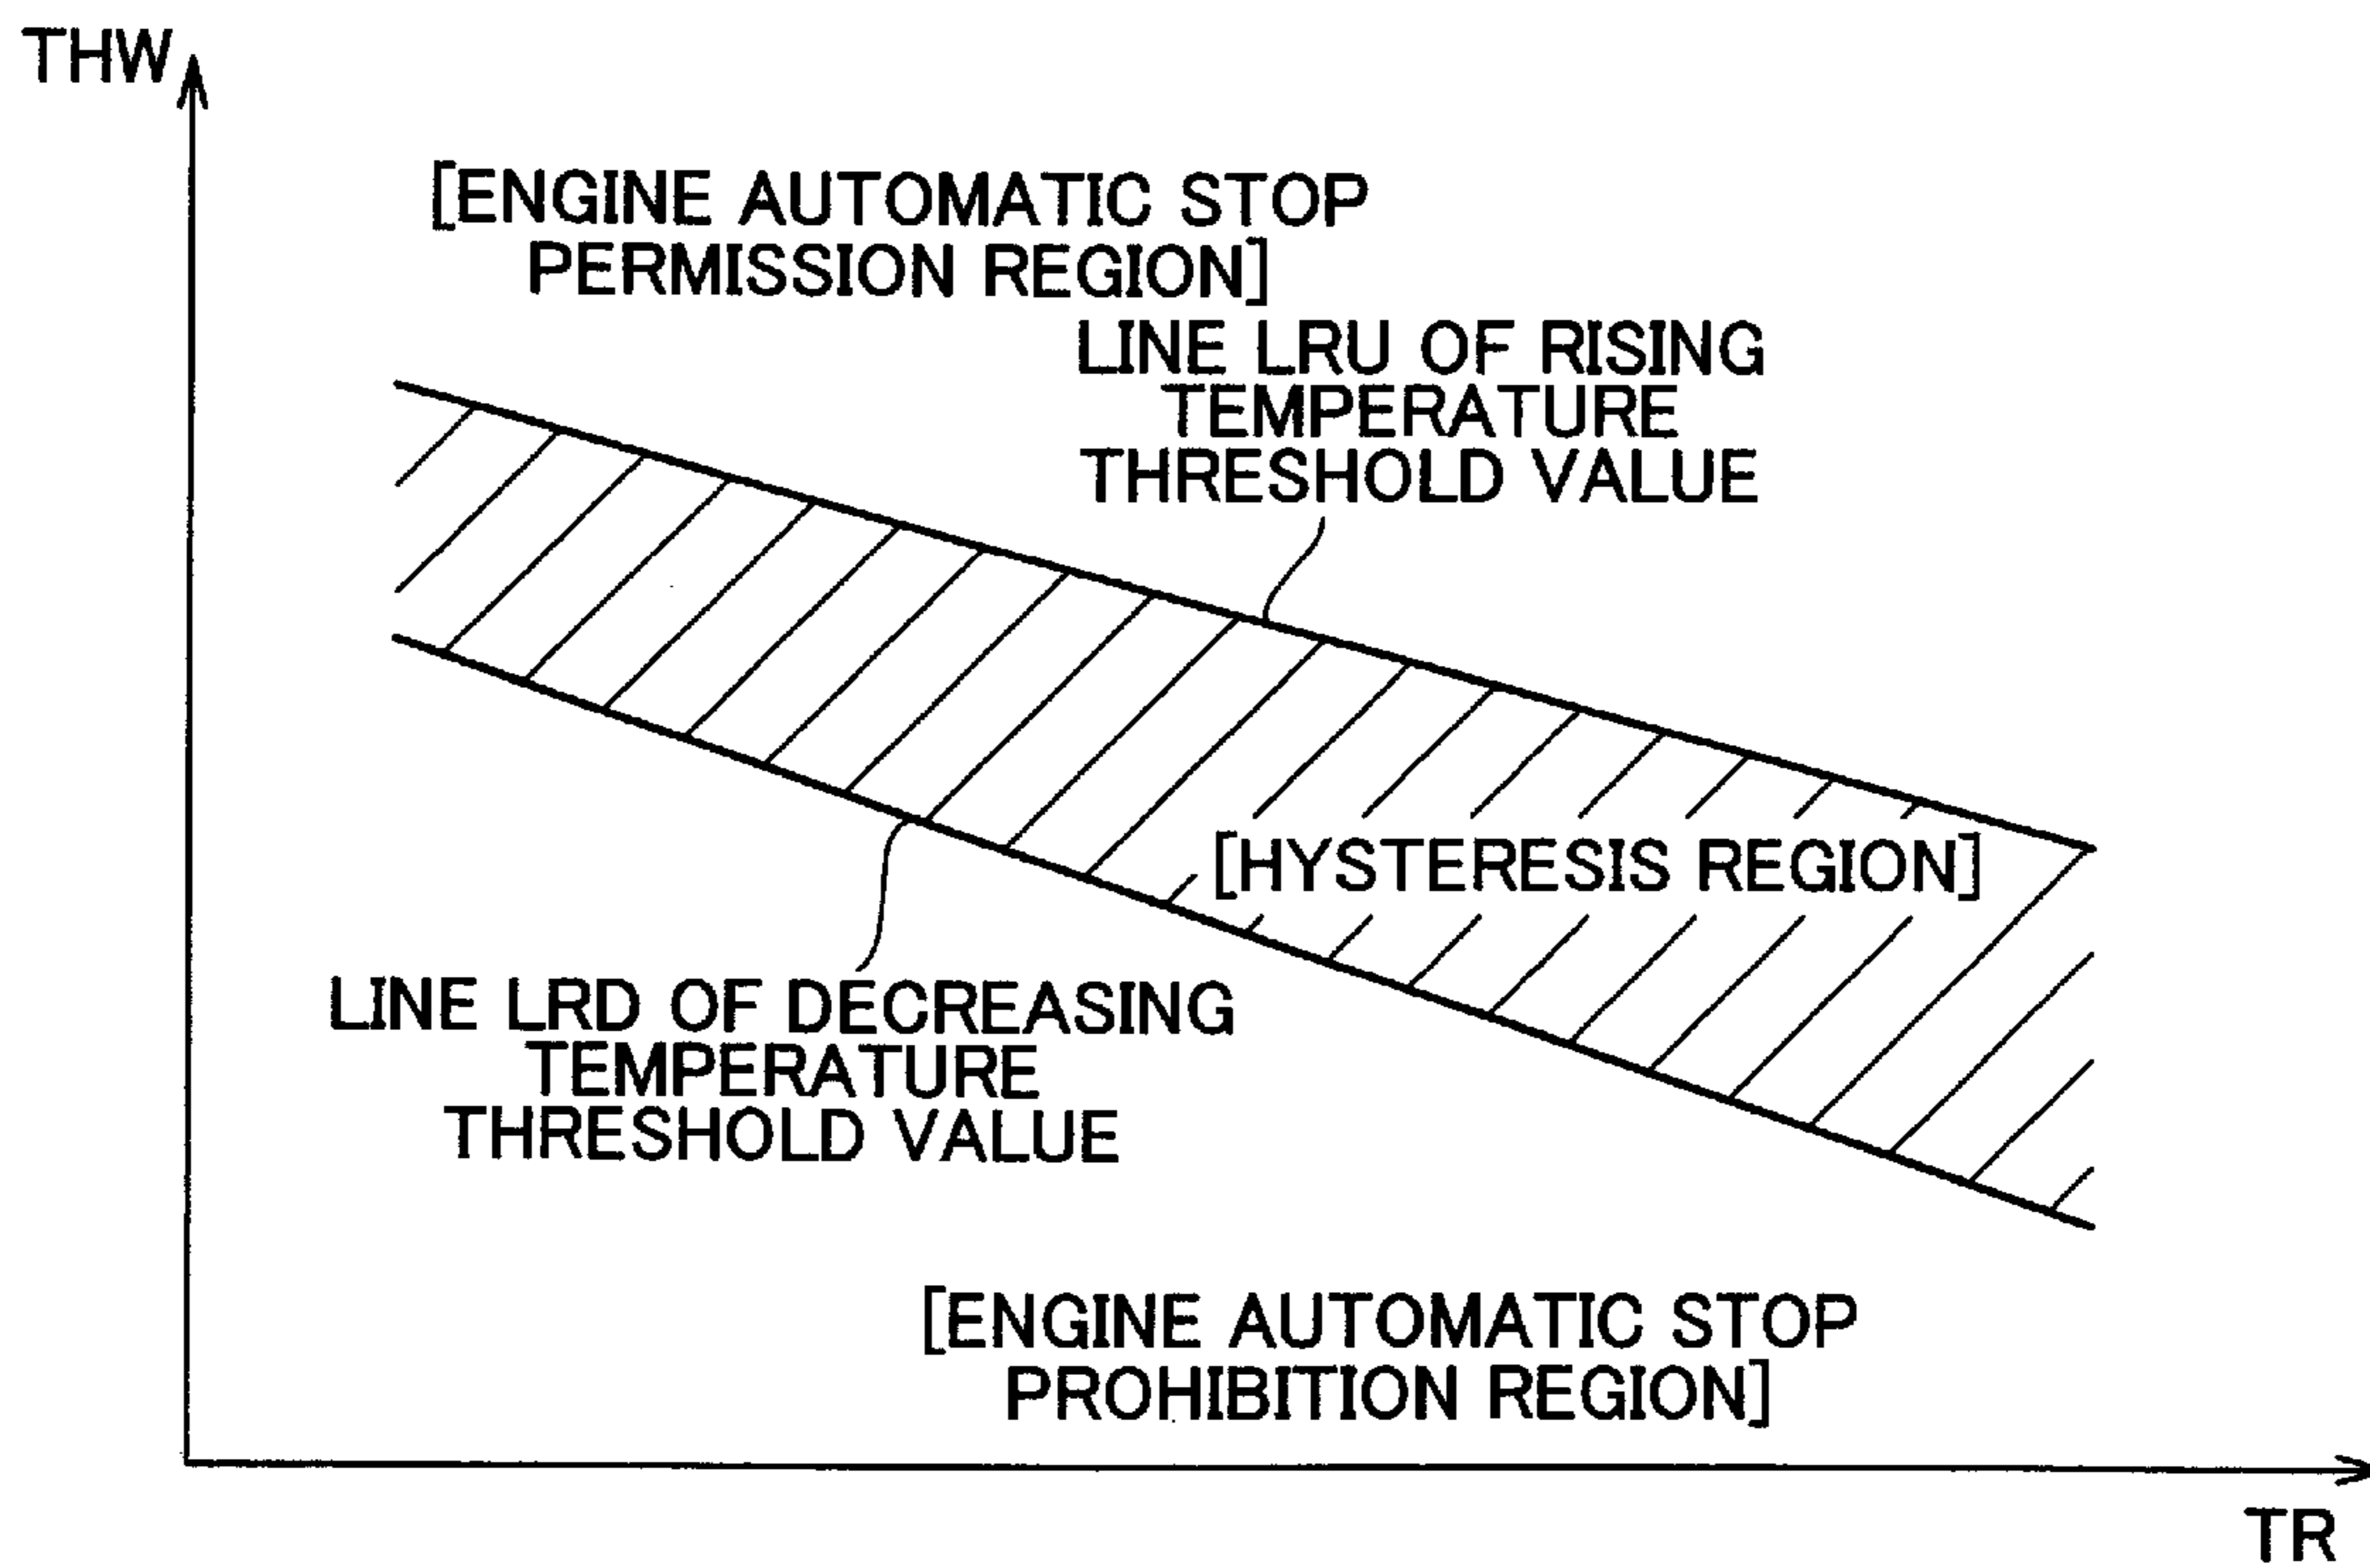 THW
[ENGINE AUTOMATIC STOP
PERMISSION REGION]
LINE LRU OF RISING
TEMPERATURE
THRESHOLD VALUE
[HYSTERESIS REGION]
LINE LRD OF DECREASING
TEMPERATURE
THRESHOLD VALUE
[ENGINE AUTOMATIC STOP
PROHIBITION REGION]
TR